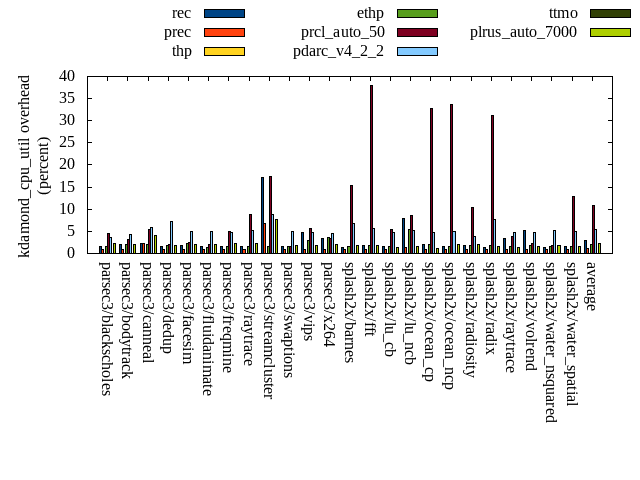 rec
prec
thp
ethp
prcl_auto_50
pdarc_v4_2_2
ttmo
plrus_auto_7000
kdamond_cpu_util overhead
(percent)
40
35
30
25
20
15
10
5
0
parsec3/blackscholes
parsec3/bodytrack
parsec3/canneal
parsec3/dedup
parsec3/facesim
parsec3/fluidanimate
parsec3/freqmine
parsec3/raytrace
parsec3/streamcluster
parsec3/swaptions
parsec3/vips
parsec3/x264
splash2x/barnes
splash2x/fft
splash2x/lu_cb
splash2x/lu_ncb
splash2x/ocean_cp
splash2x/ocean_ncp
splash2x/radiosity
splash2x/radix
splash2x/raytrace
splash2x/volrend
splash2x/water_nsquared
splash2x/water_spatial
average